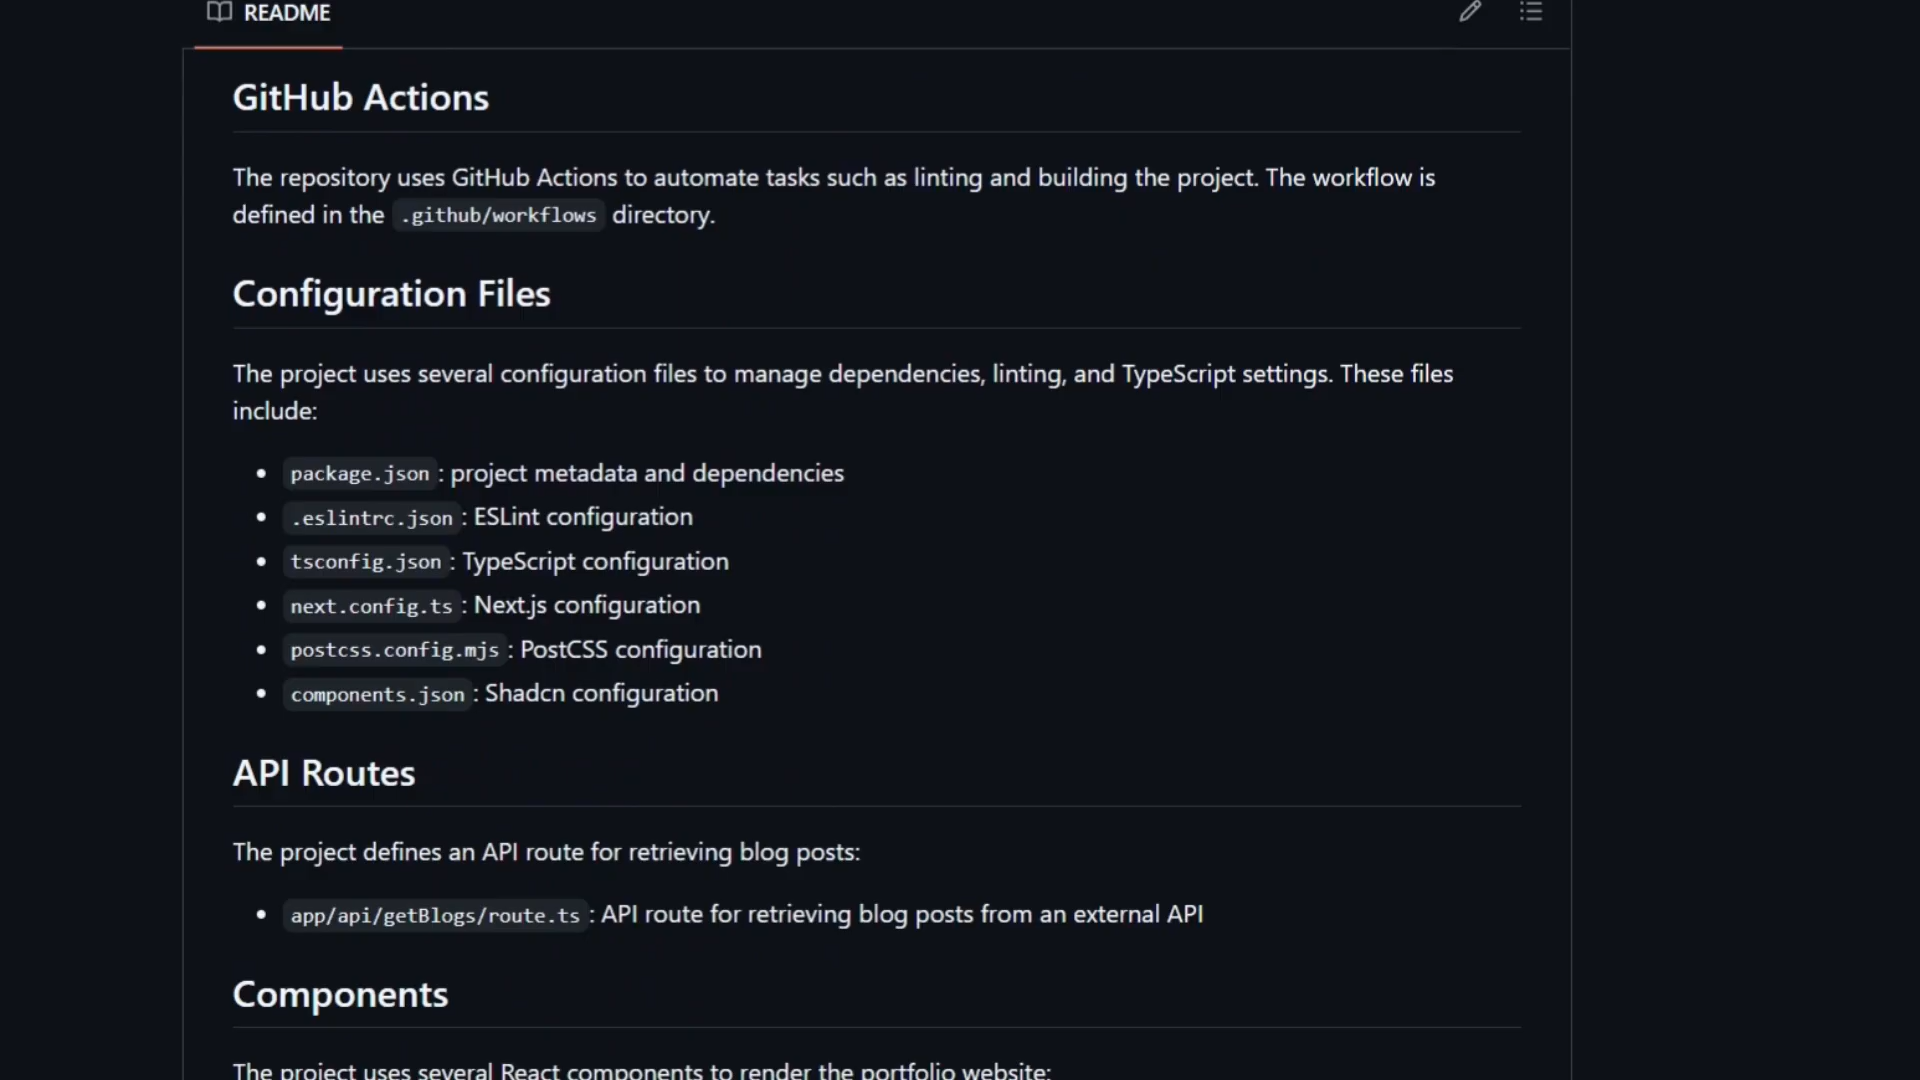 README
GitHub Actions
The repository uses GitHub Actions to automate tasks such as linting and building the project. The workflow is
defined in the .github/workflows directory.
Configuration Files
The project uses several configuration files to manage dependencies, linting, and TypeScript settings. These files
include:
package.json: project metadata and dependencies
.eslintrc.json: ESLint configuration
tsconfig.json: TypeScript configuration
next.config.ts: Next.js configuration
postcss.config.mjs: PostCSS configuration
components.json: Shadcn configuration
API Routes
The project defines an API route for retrieving blog posts:
app/api/getBlogs/route.ts: API route for retrieving blog posts from an external API
Components
The project uses several React components to render the portfolio website: